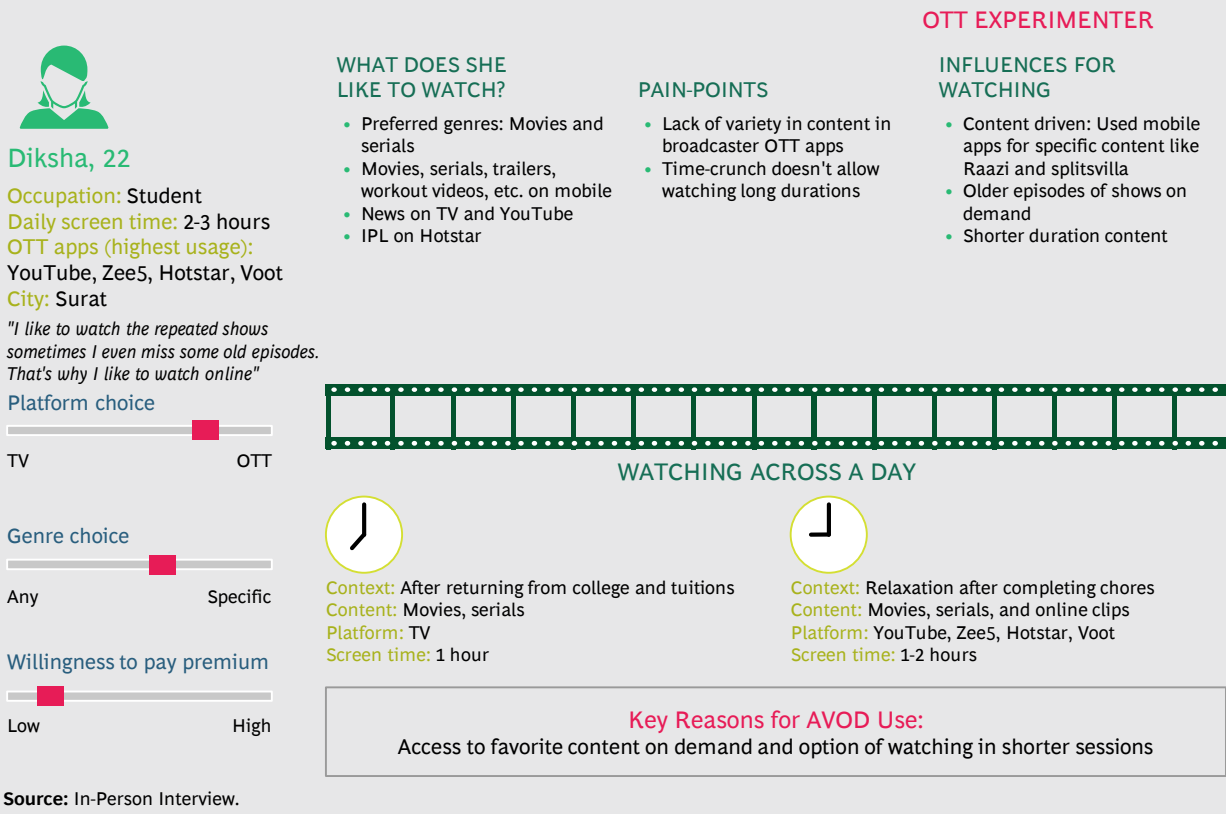 OTT EXPERIMENTER
Diksha, 22
Occupation: Student
Daily screen time: 2-3 hours
OTT apps (highest usage):
YouTube, Zee5, Hotstar, Voot
City: Surat
"I like to watch the repeated shows
sometimes I even miss some old episodes.
That's why I like to watch online"
Platform choice
TV OTT
Genre choice
Any Specific
Willingness to pay premium
Low High
WHAT DOES SHE
LIKE TO WATCH?
• Preferred genres: Movies and
serials
• Movies, serials, trailers,
workout videos, etc. on mobile
• News on TV and YouTube
• IPL on Hotstar
PAIN-POINTS
• Lack of variety in content in
broadcaster OTT apps
• Time-crunch doesn't allow
watching long durations
INFLUENCES FOR
WATCHING
• Content driven: Used mobile
apps for specific content like
Raazi and splitsvilla
• Older episodes of shows on
demand
• Shorter duration content
WATCHING ACROSS A DAY
Context: After returning from college and tuitions
Content: Movies, serials
Platform: TV
Screen time: 1 hour
Context: Relaxation after completing chores
Content: Movies, serials, and online clips
Platform: YouTube, Zee5, Hotstar, Voot
Screen time: 1-2 hours
Key Reasons for AVOD Use:
Access to favorite content on demand and option of watching in shorter sessions
Source: In-Person Interview.